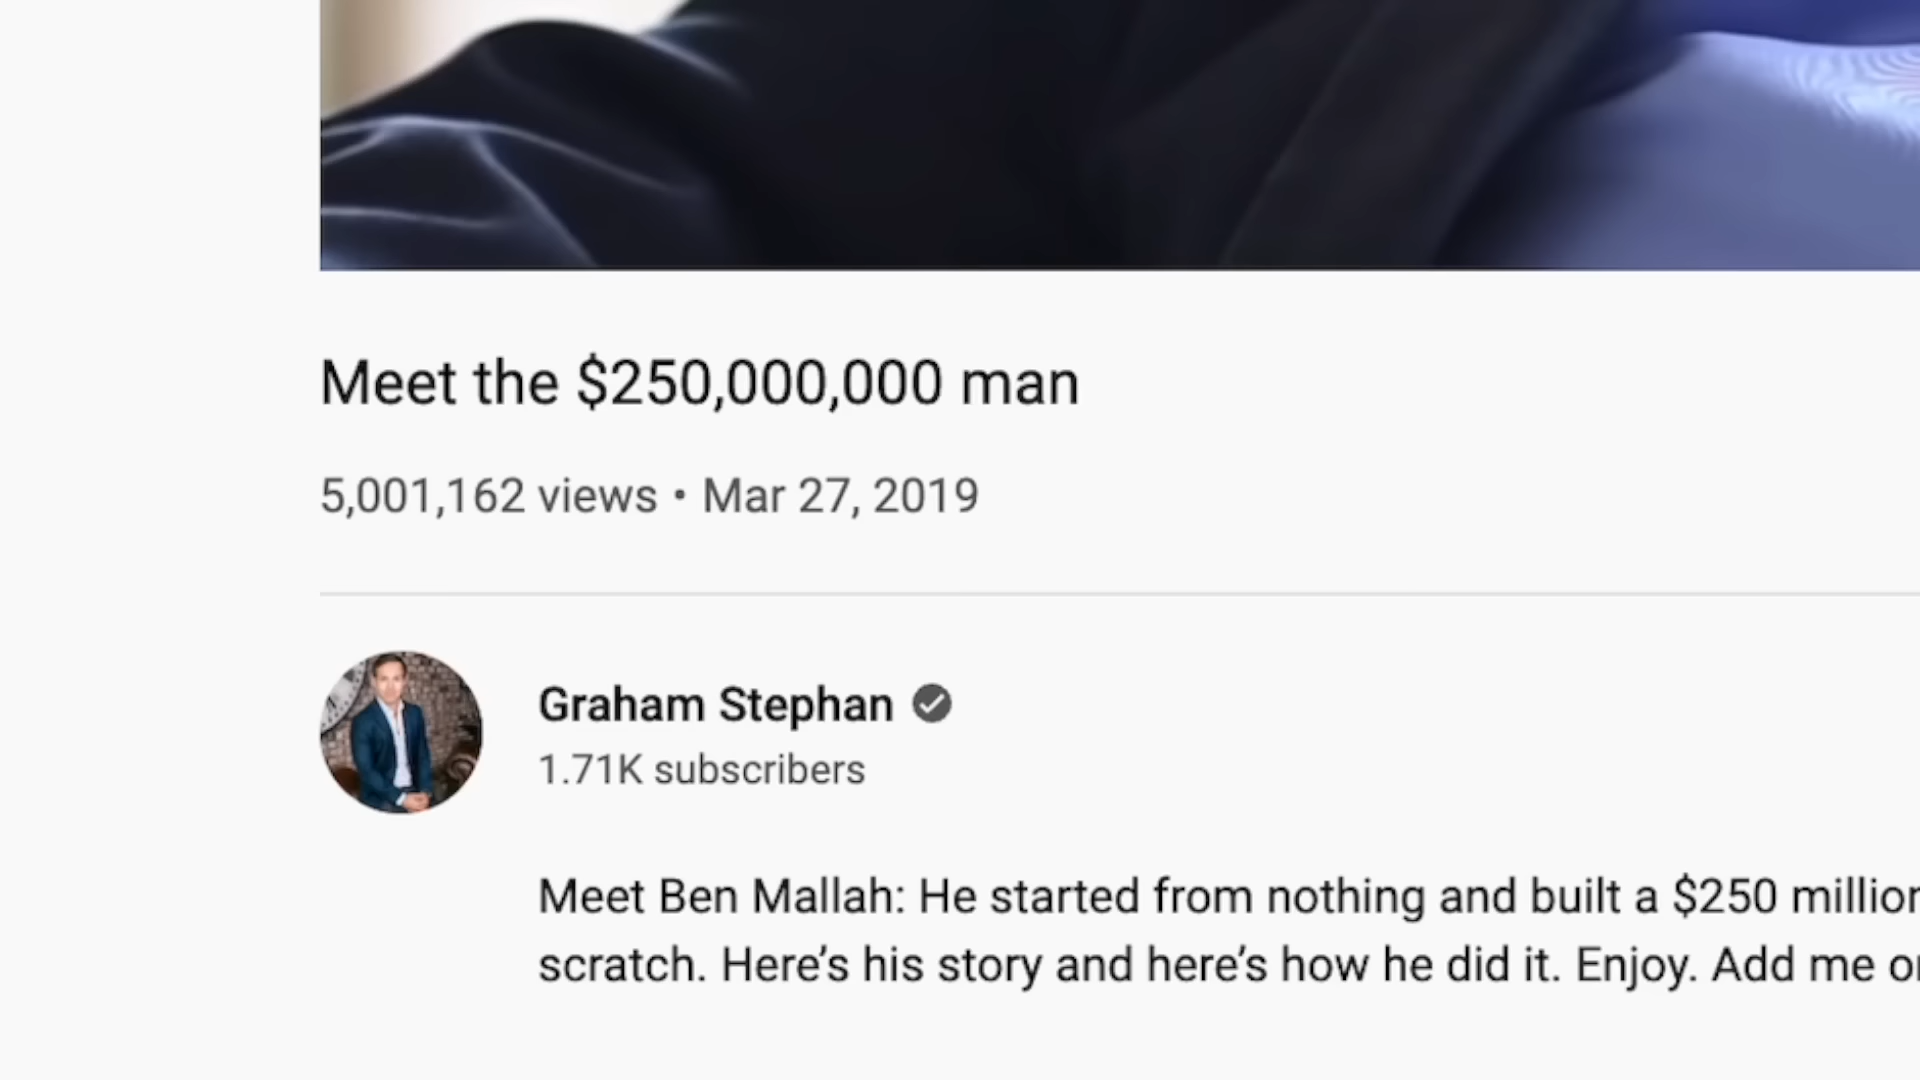 Meet the $250,000,000 man
5,001,162 views • Mar 27, 2019
Graham Stephan
1.71K subscribers
Meet Ben Mallah: He started from nothing and built a $250 million
scratch. Here’s his story and here’s how he did it. Enjoy. Add me on